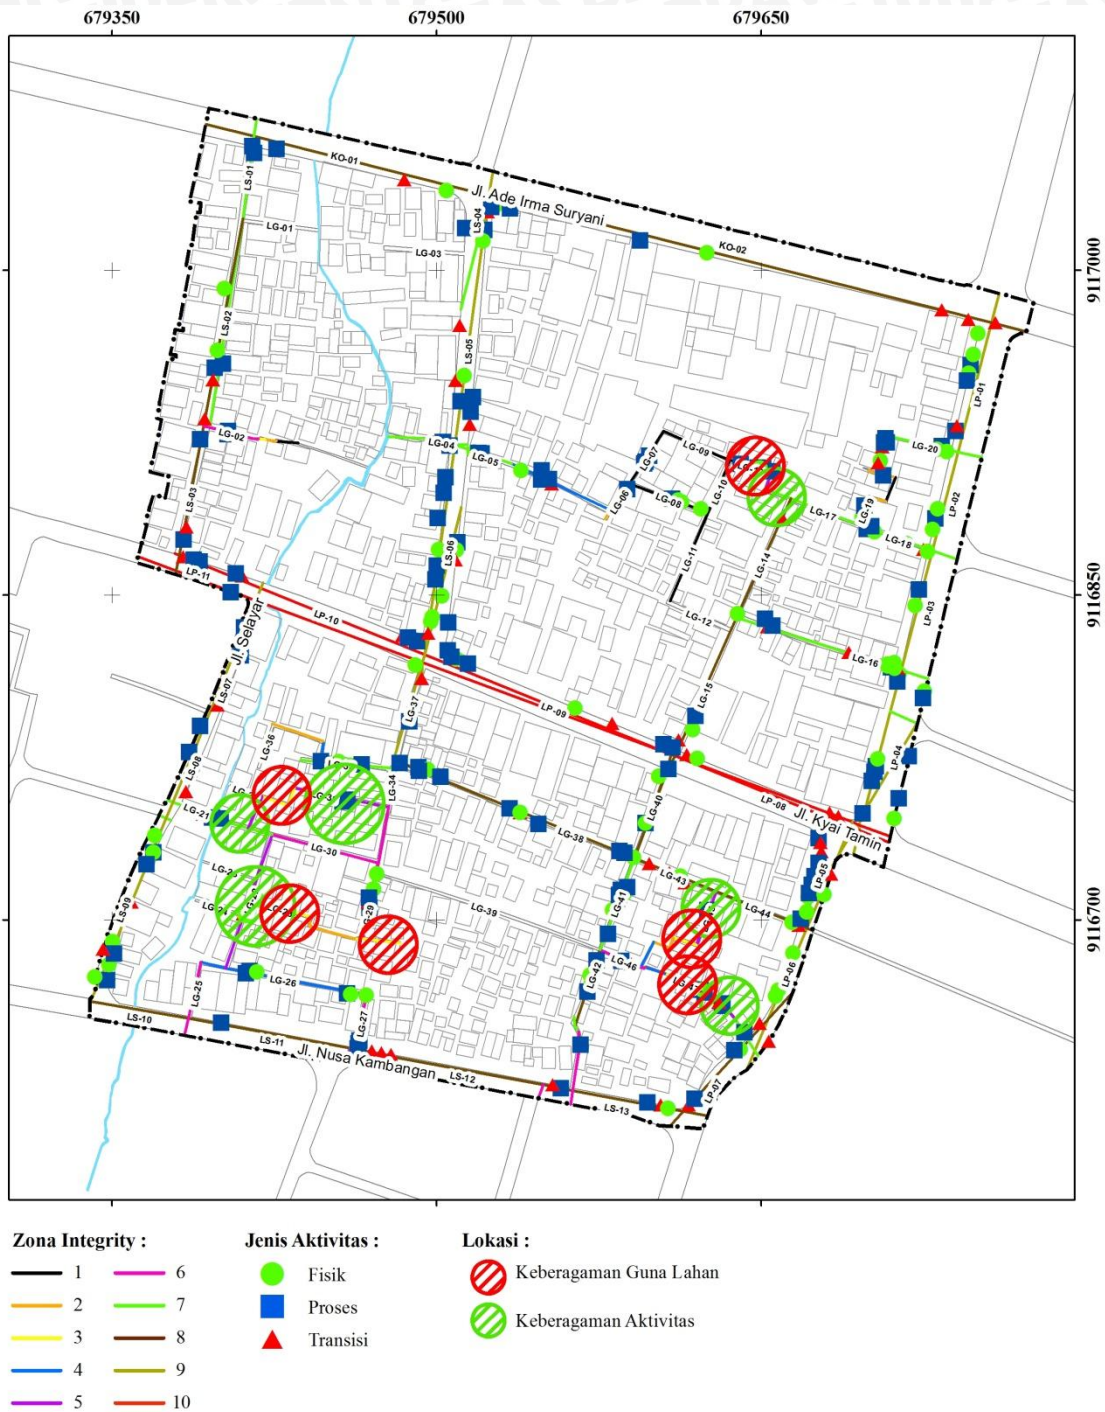 679350
679500
679650
KO-01
LS-01
Jl. Ade Irma Suryani
LS-04
LG-01
LG-03
KO-02
9117000
LS-02
LS-05
LP-01
LG-02
LG-04
LG-05
LG-07
LG-09
LG-20
LG-06
LG-08
LG-10
LG-17
LG-19
LP-02
LS-03
LG-18
LS-06
LG-11
LG-14
LP-11
9116850
LP-10
LG-12
LP-03
Jl. Selayar
LG-16
LS-07
LG-37
LG-15
LP-09
LG-36
LP-04
LS-08
LG-34
LG-40
LP-08
Jl. Kyai Tamin
LG-21
LG-38
LG-30
LG-43
LP-05
LG-39
LG-44
LS-09
LG-29
LG-41
9116700
LG-46
LG-42
LP-06
LG-25
LG-26
LG-27
LS-10
LS-11
Jl. Nusa Kambangan
LS-12
LP-07
LS-13
Zona Integrity :
Jenis Aktivitas :
Lokasi :
1
6
Fisik
Keberagaman Guna Lahan
2
7
Proses
Keberagaman Aktivitas
3
8
Transisi
4
9
5
10